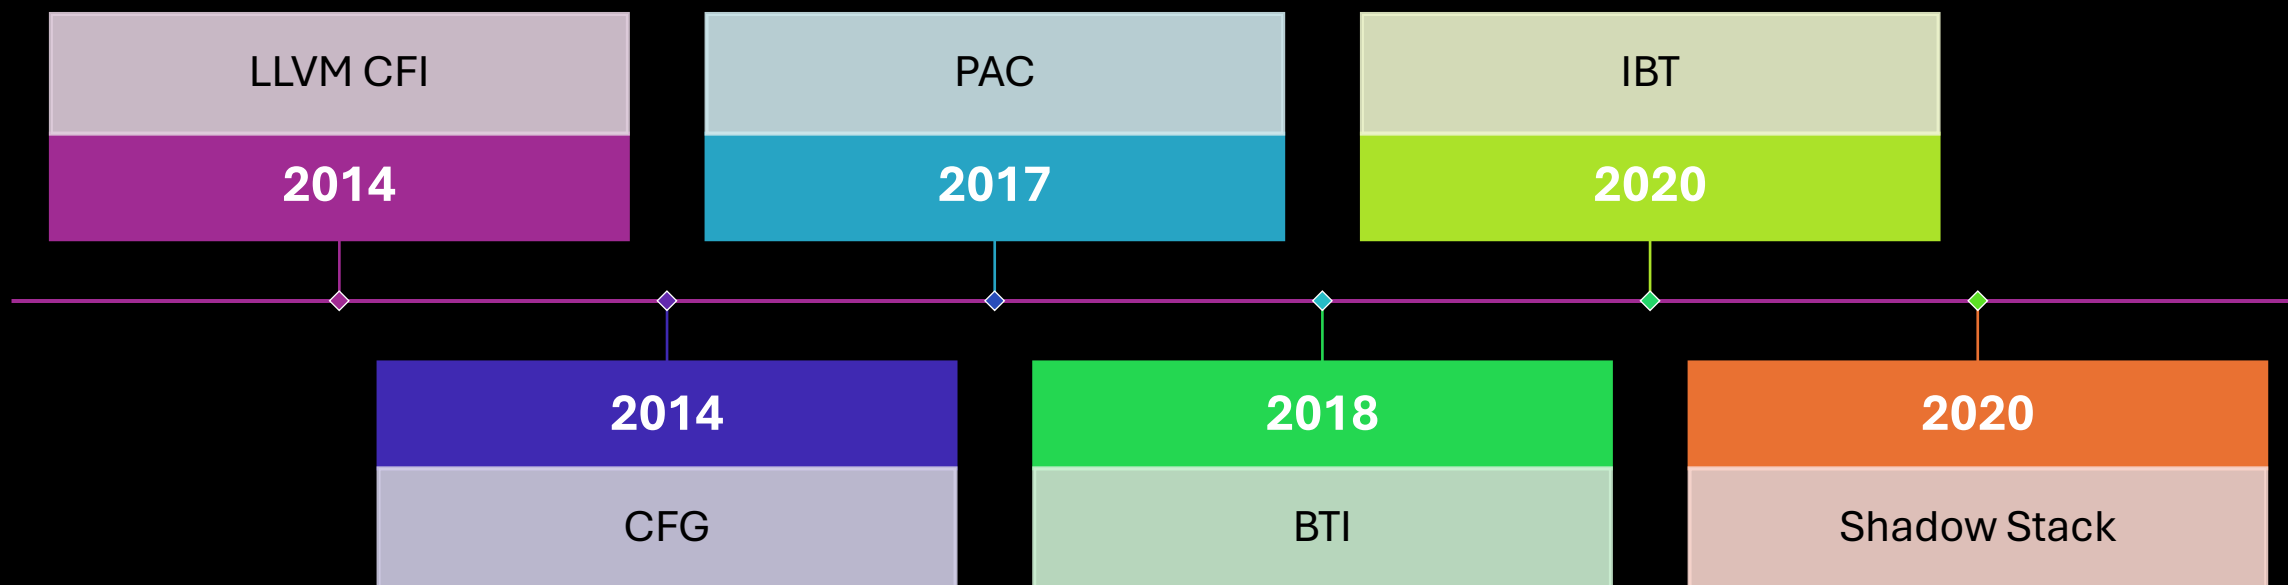 LLVM CFI
2014
2014
CFG
PAC
2017
2018
BTI
IBT
2020
2020
Shadow Stack